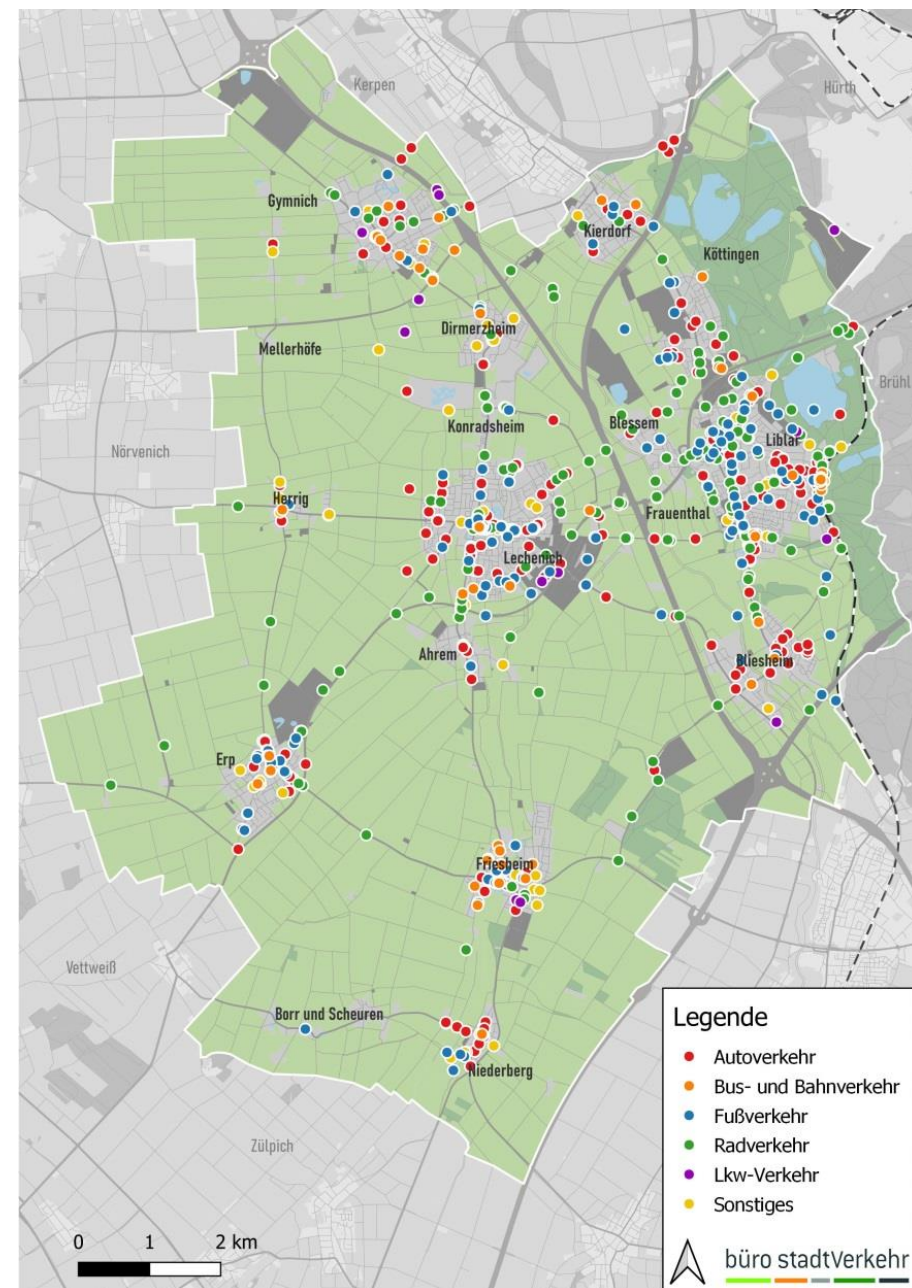 Kerpen
Hürth
Gymnich
Kierdorf
Köttingen
Dirmerzheim
Mellerhöfe
Brühl
Konradsheim
Blessem
Liblar
Nörvenich
Herrig
Frauenthal
Lechenich
Ahrem
Bliesheim
Erp
Friesheim
Vettweiß
Borr und Scheuren
Niederberg
Zülpich
Legende
Autoverkehr
Bus- und Bahnverkehr
Fußverkehr
Radverkehr
Lkw-Verkehr
Sonstiges
0 1 2 km
büro stadtVerkehr